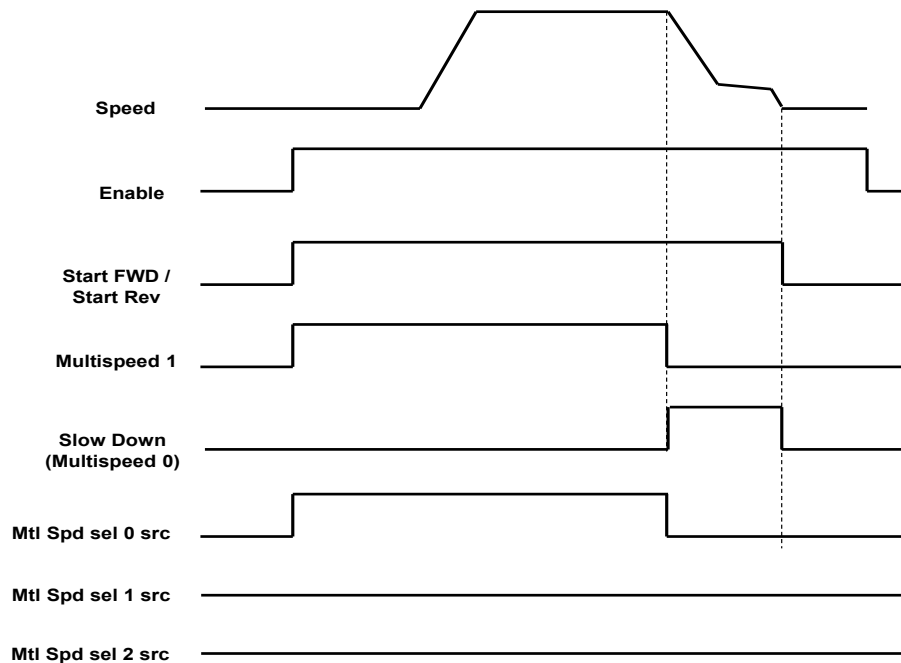 Speed
Enable
Start FWD /
Start Rev
Multispeed 1
Slow Down
(Multispeed 0)
Mtl Spd sel 0 src
Mtl Spd sel 1 src
Mtl Spd sel 2 src